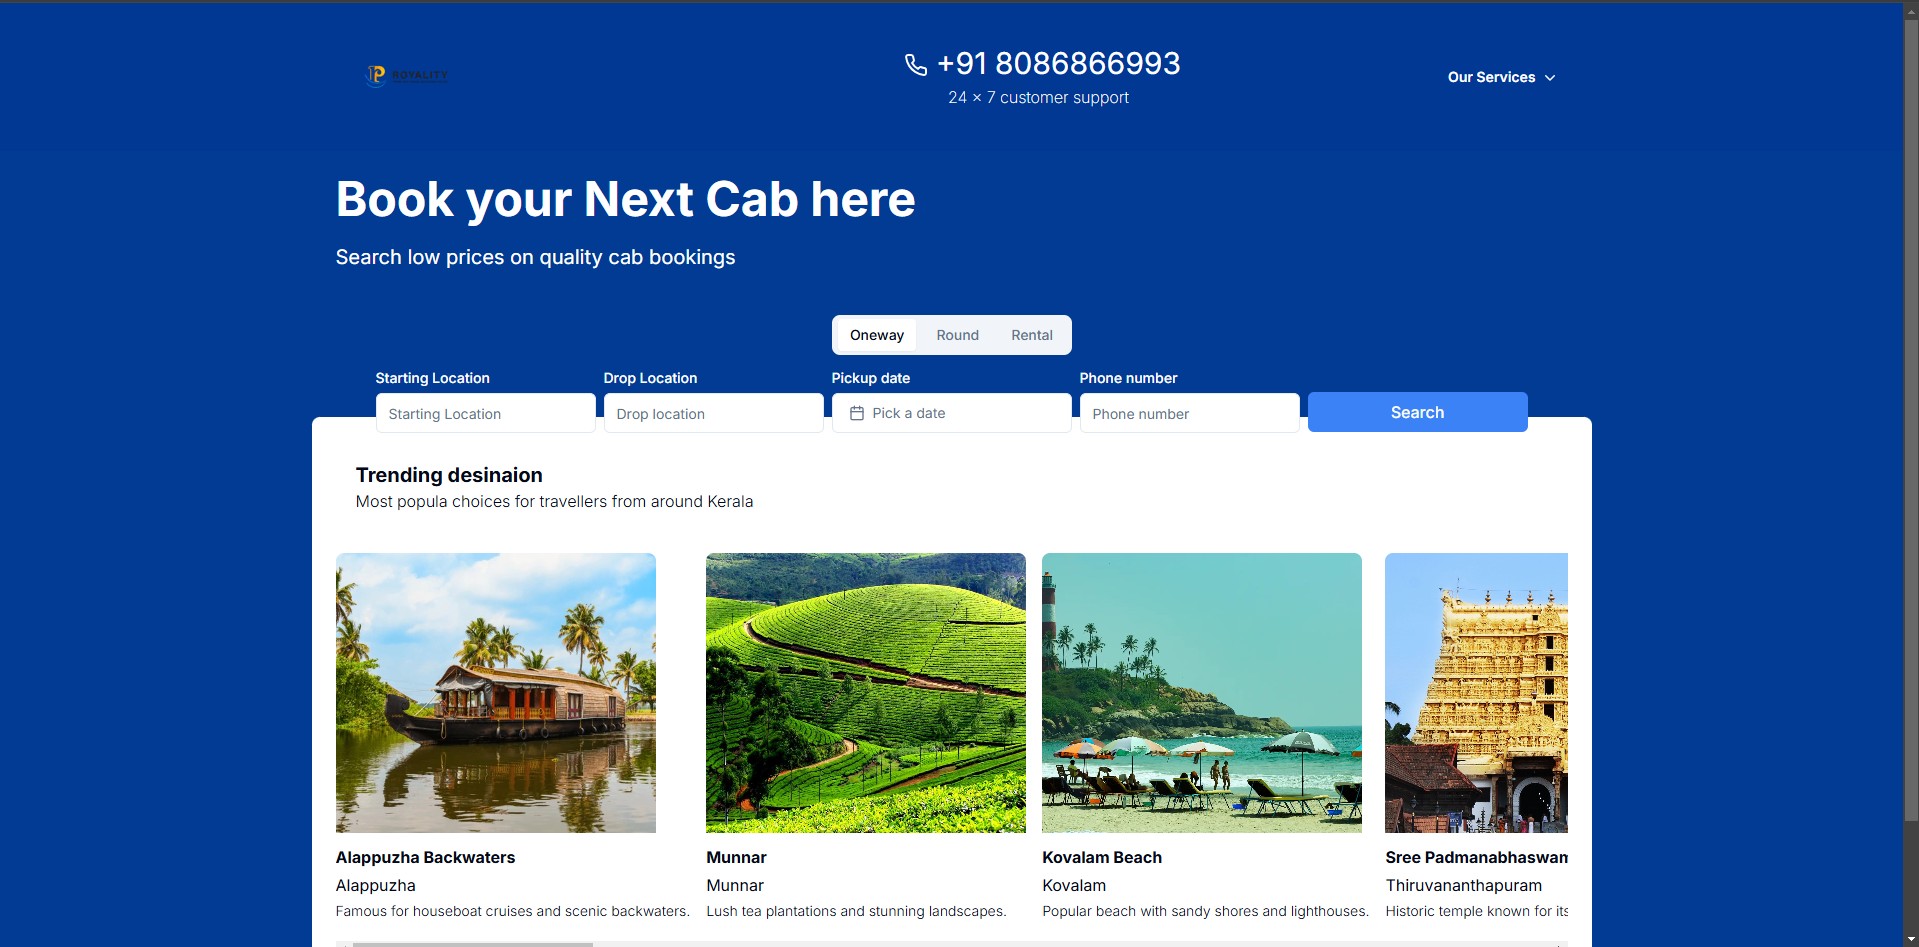 ROYALITY
+91 8086866993
24 × 7 customer support
Our Services
Book your Next Cab here
Search low prices on quality cab bookings
Oneway Round Rental
Starting Location Drop Location Pickup date Phone number
Starting Location Drop location Pick a date Phone number Search
Trending desinaion
Most popula choices for travellers from around Kerala
Alappuzha Backwaters
Alappuzha
Famous for houseboat cruises and scenic backwaters.
Munnar
Munnar
Lush tea plantations and stunning landscapes.
Kovalam Beach
Kovalam
Popular beach with sandy shores and lighthouses.
Sree Padmanabhaswam
Thiruvananthapuram
Historic temple known for its